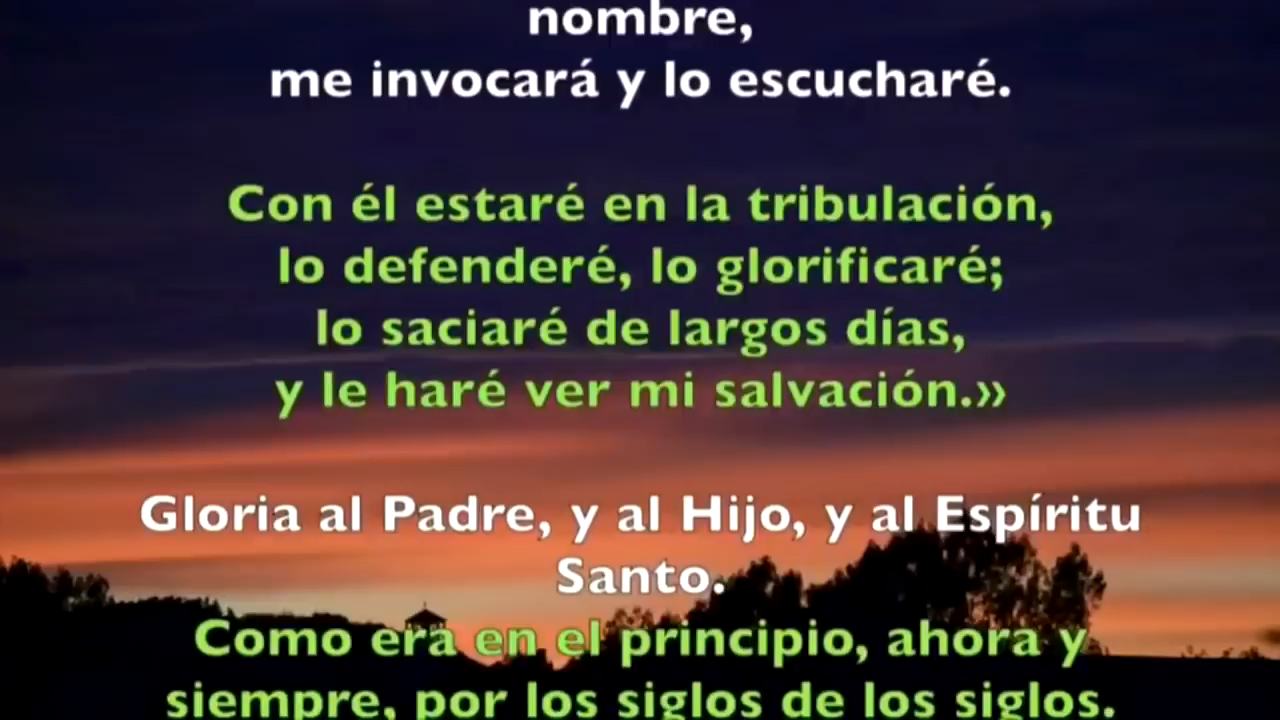 nombre,
me invocará y lo escucharé.
Con él estaré en la tribulación,
lo defenderé, lo glorificaré;
lo saciaré de largos días,
y le haré ver mi salvación.»
Gloria al Padre, y al Hijo, y al Espíritu
Santo.
Como era en el principio, ahora y
siempre, por los siglos de los siglos.